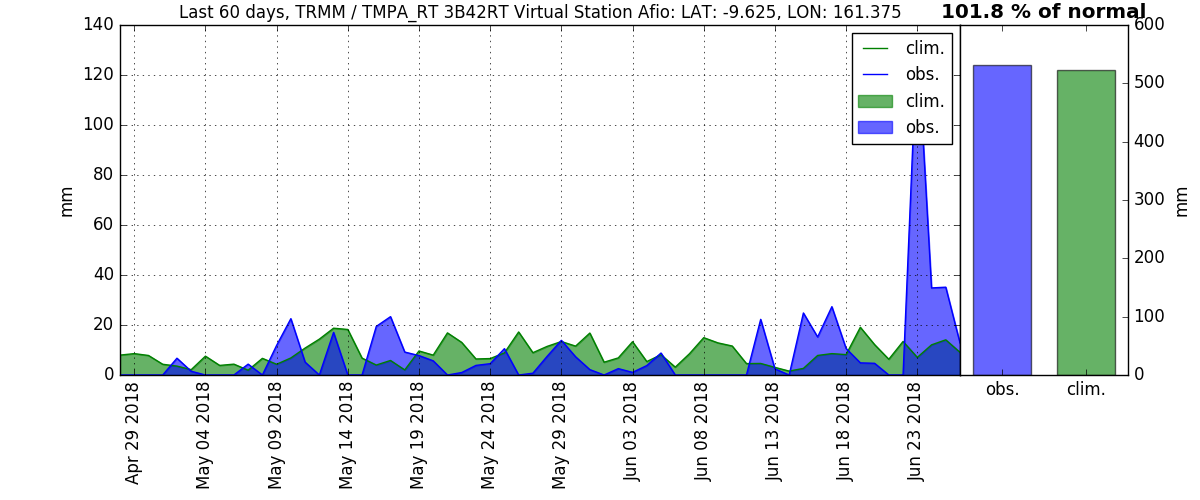 Last 60 days, TRMM / TMPA_RT 3B42RT Virtual Station Afio: LAT: -9.625, LON: 161.375
101.8 % of normal
140
120
100
80
60
40
20
0
mm
clim.
obs.
clim.
obs.
600
500
400
300
200
100
0
mm
obs.
clim.
Apr 29 2018
May 04 2018
May 09 2018
May 14 2018
May 19 2018
May 24 2018
May 29 2018
Jun 03 2018
Jun 08 2018
Jun 13 2018
Jun 18 2018
Jun 23 2018